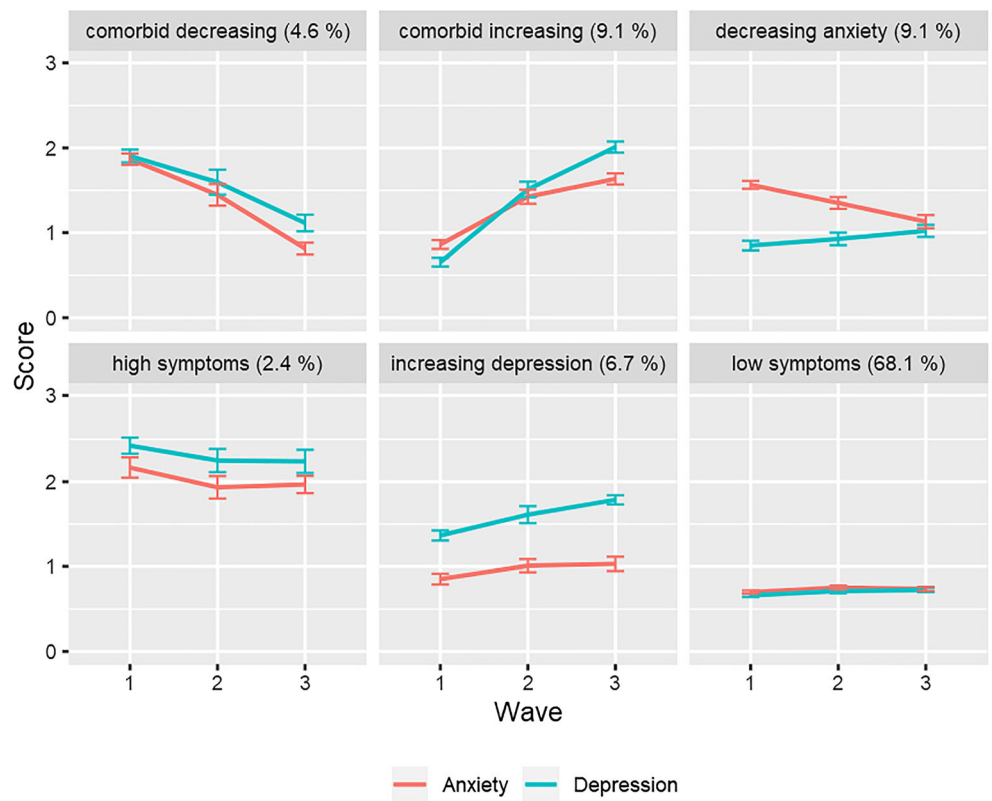 comorbid decreasing (4.6 %) comorbid increasing (9.1 %) decreasing anxiety (9.1 %)
3
2
1
0
Score
high symptoms (2.4 %) increasing depression (6.7 %) low symptoms (68.1 %)
3
2
1
0
1 2 3 1 2 3 1 2 3
Wave
Anxiety Depression